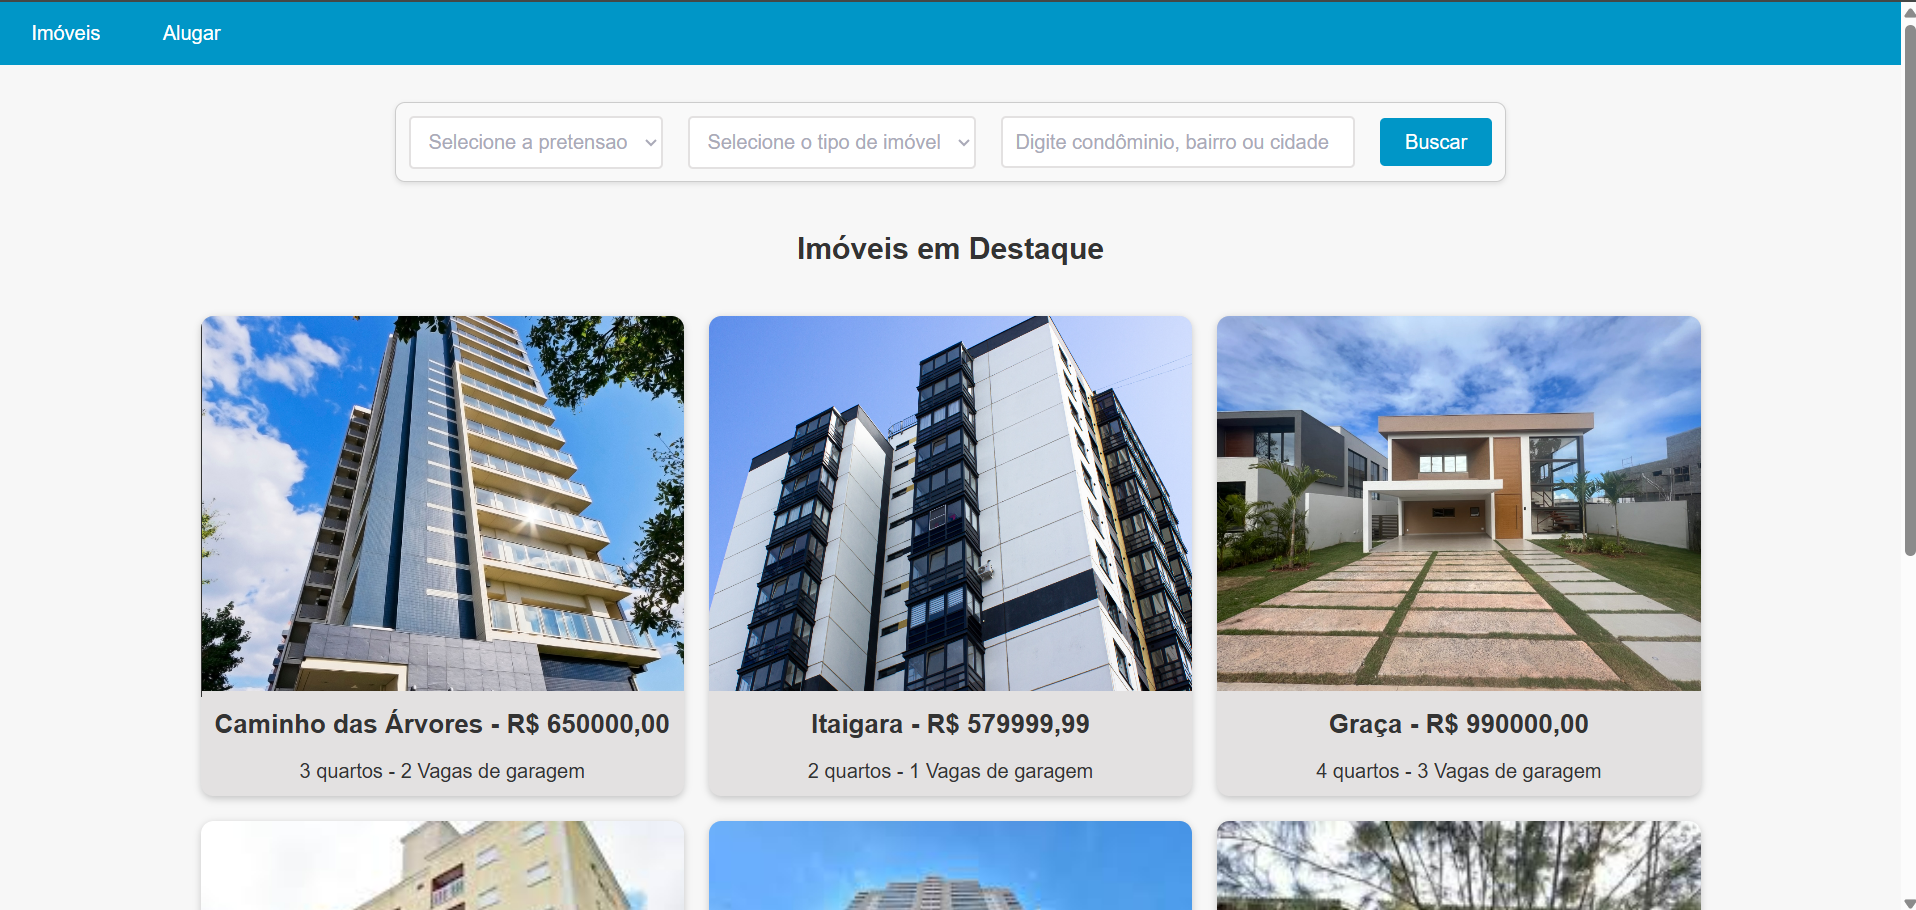 Imóveis Alugar
Selecione a pretensao Selecione o tipo de imóvel Digite condôminio, bairro ou cidade Buscar
Imóveis em Destaque
Caminho das Árvores - R$ 650000,00 Itaigara - R$ 579999,99 Graça - R$ 990000,00
3 quartos - 2 Vagas de garagem 2 quartos - 1 Vagas de garagem 4 quartos - 3 Vagas de garagem